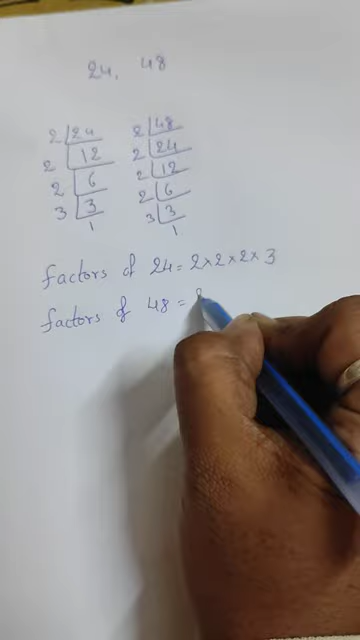 24, 48
2 24 2 48
2 12 2 24
2 6 2 12
3 3 2 6
1 3 3
1
factors of 24 = 2 × 2 × 2 × 3
factors of 48 =